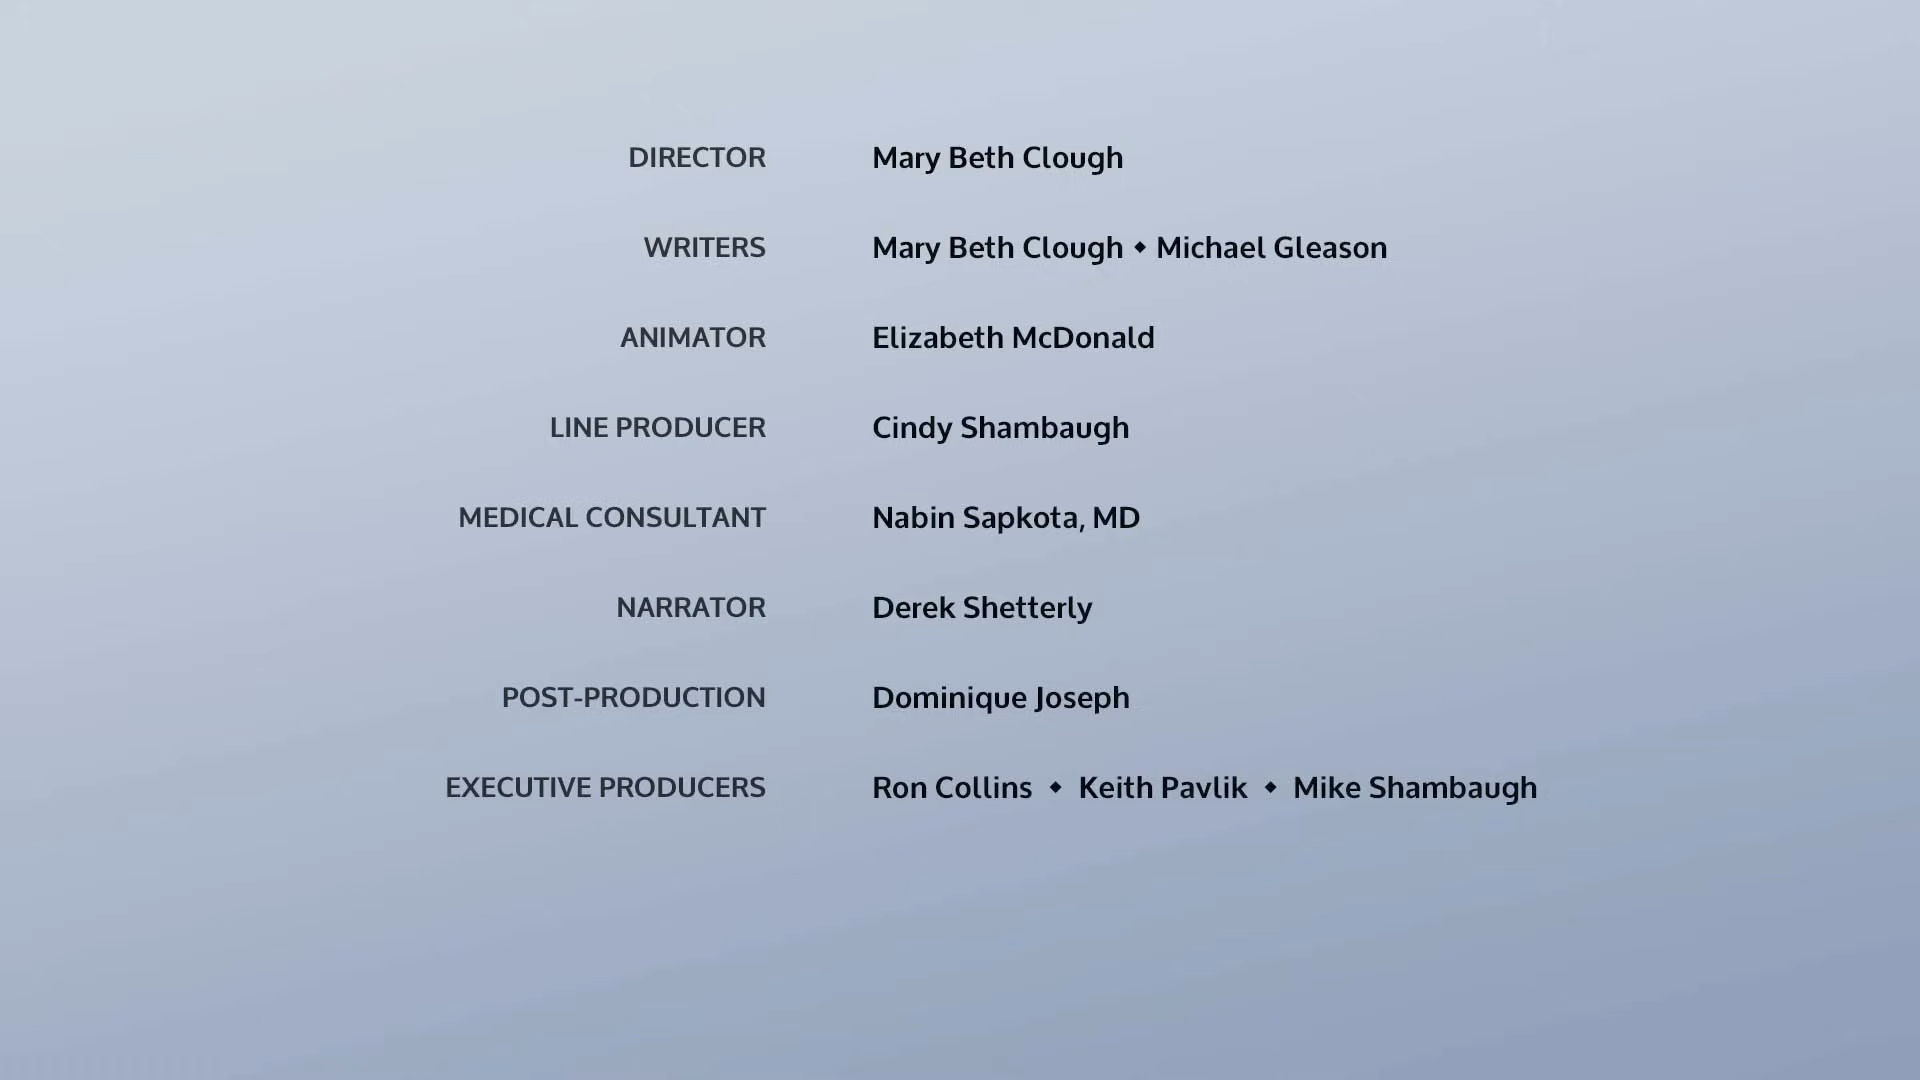 DIRECTOR Mary Beth Clough
WRITERS Mary Beth Clough ◆ Michael Gleason
ANIMATOR Elizabeth McDonald
LINE PRODUCER Cindy Shambaugh
MEDICAL CONSULTANT Nabin Sapkota, MD
NARRATOR Derek Shetterly
POST-PRODUCTION Dominique Joseph
EXECUTIVE PRODUCERS Ron Collins ◆ Keith Pavlik ◆ Mike Shambaugh